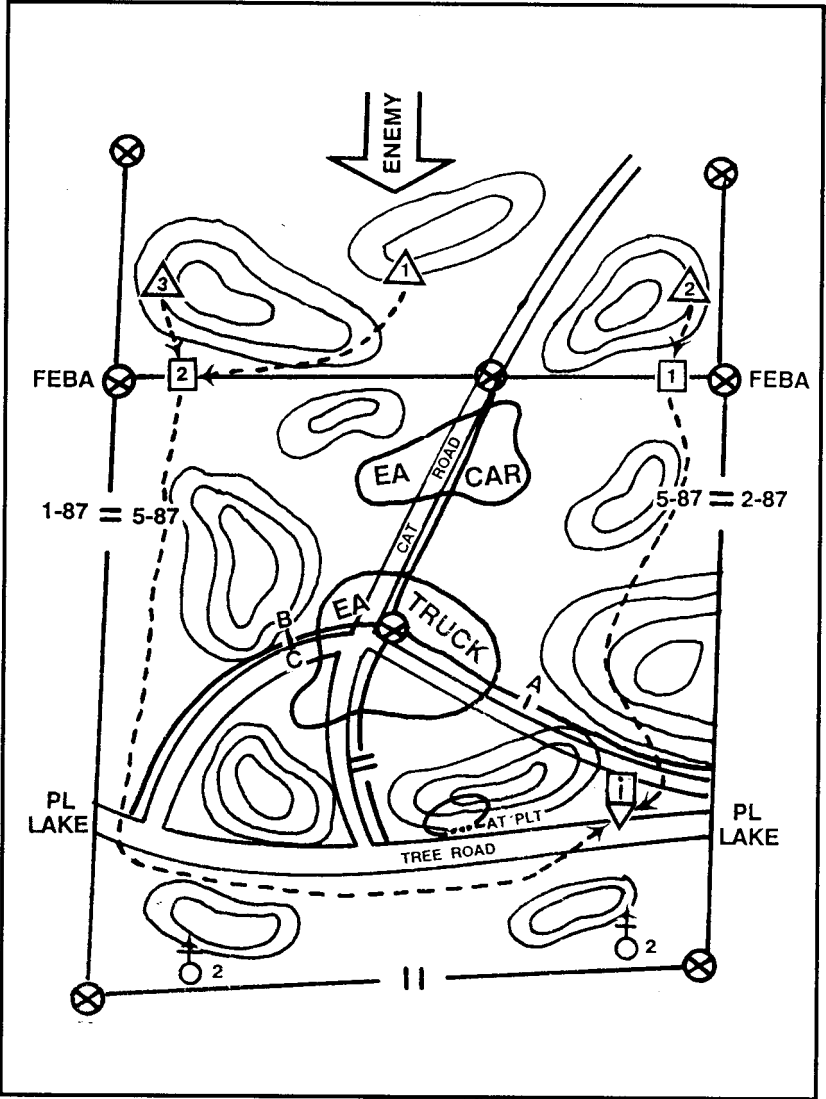 ENEMY
3
1
2
FEBA
2
1
FEBA
EA
ROAD
CAR
CAT
1-87
5-87
5-87
2-87
EA
TRUCK
B
C
A
i
PL
LAKE
AT PLT
PL
LAKE
TREE ROAD
2
2